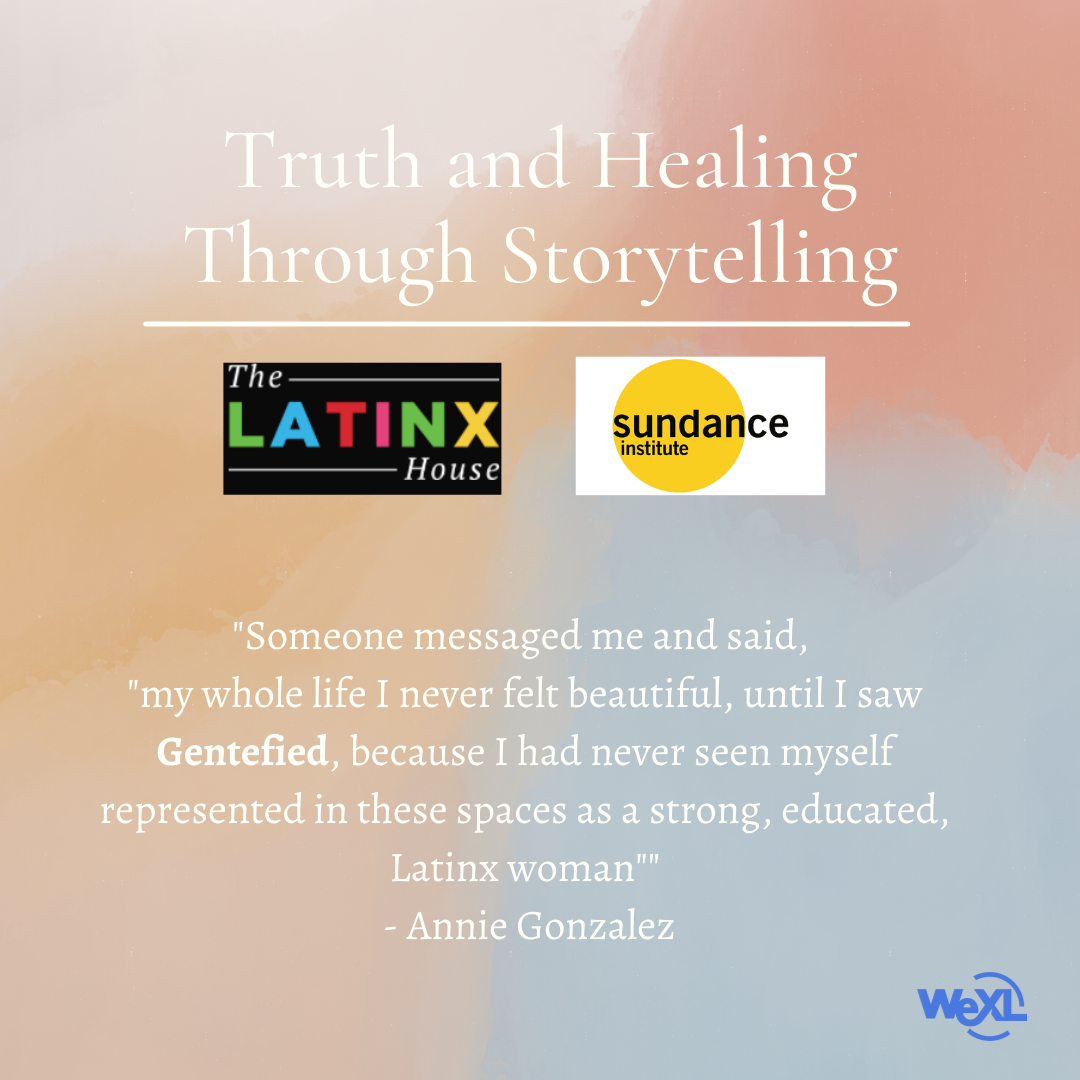 Truth and Healing
Through Storytelling
The
LATINX
House
sundance
institute
"Someone messaged me and said,
"my whole life I never felt beautiful, until I saw
Gentefied, because I had never seen myself
represented in these spaces as a strong, educated,
Latinx woman""
- Annie Gonzalez
WeXL